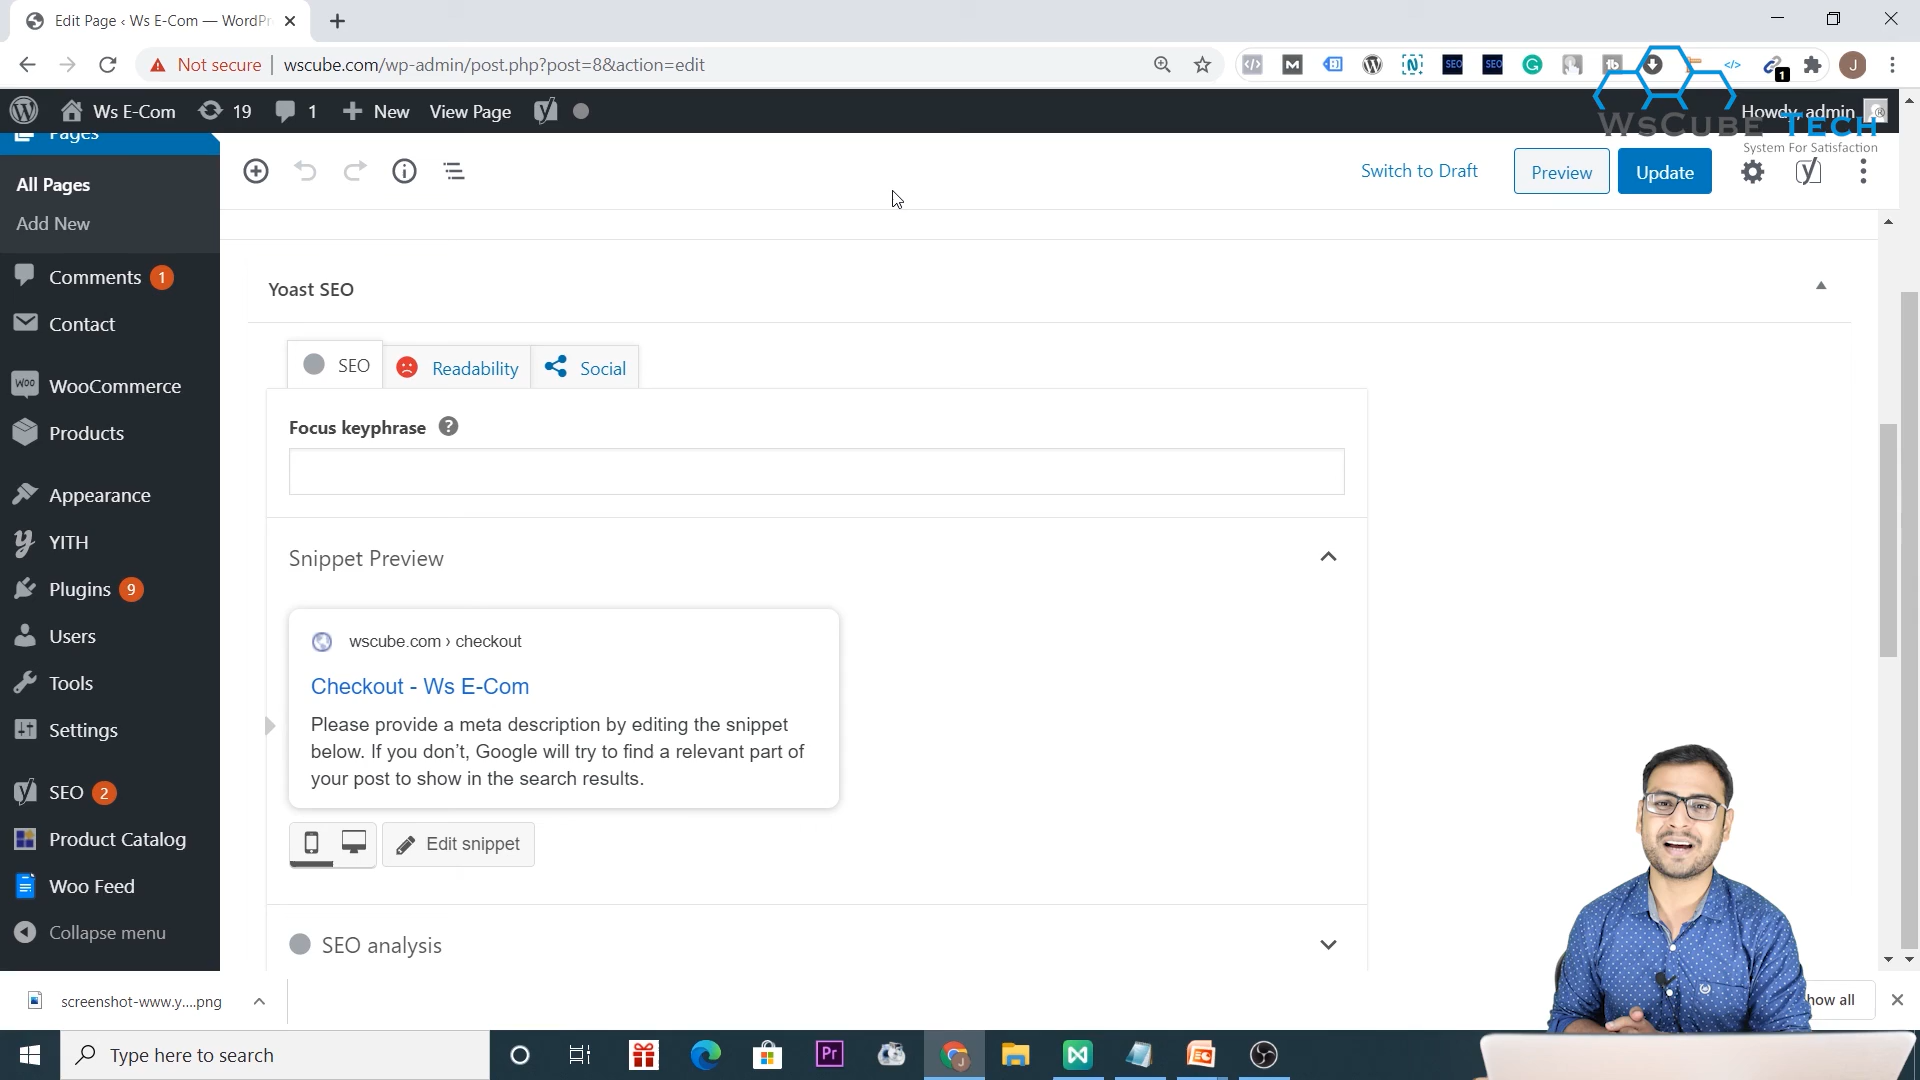 Edit Page ‹ Ws E-Com — WordPr
Not secure
wscube.com/wp-admin/post.php?post=8&action=edit
M
SEO
SEO
1
J
Ws E-Com
19
1
New
View Page
Howdy, admin
WsCube TECH
System For Satisfaction
Pages
All Pages
Add New
Comments 1
Contact
WooCommerce
Products
Appearance
YITH
Plugins 9
Users
Tools
Settings
SEO 2
Product Catalog
Woo Feed
Collapse menu
Switch to Draft
Preview
Update
Yoast SEO
SEO
Readability
Social
Focus keyphrase
Snippet Preview
wscube.com › checkout
Checkout - Ws E-Com
Please provide a meta description by editing the snippet
below. If you don’t, Google will try to find a relevant part of
your post to show in the search results.
Edit snippet
SEO analysis
screenshot-www.y....png
how all
Type here to search
Pr